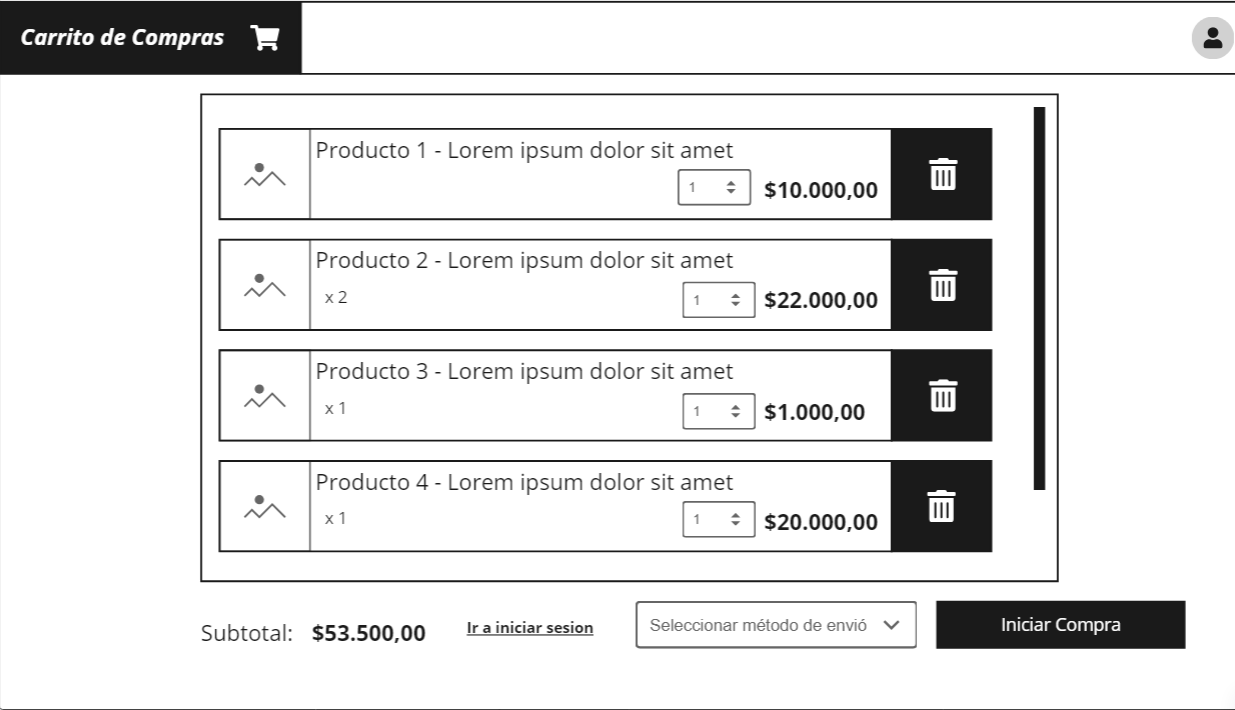 Carrito de Compras
Producto 1 - Lorem ipsum dolor sit amet
1
$10.000,00
Producto 2 - Lorem ipsum dolor sit amet
x 2
1
$22.000,00
Producto 3 - Lorem ipsum dolor sit amet
x 1
1
$1.000,00
Producto 4 - Lorem ipsum dolor sit amet
x 1
1
$20.000,00
Subtotal: $53.500,00
Ir a iniciar sesion
Seleccionar método de envió
Iniciar Compra